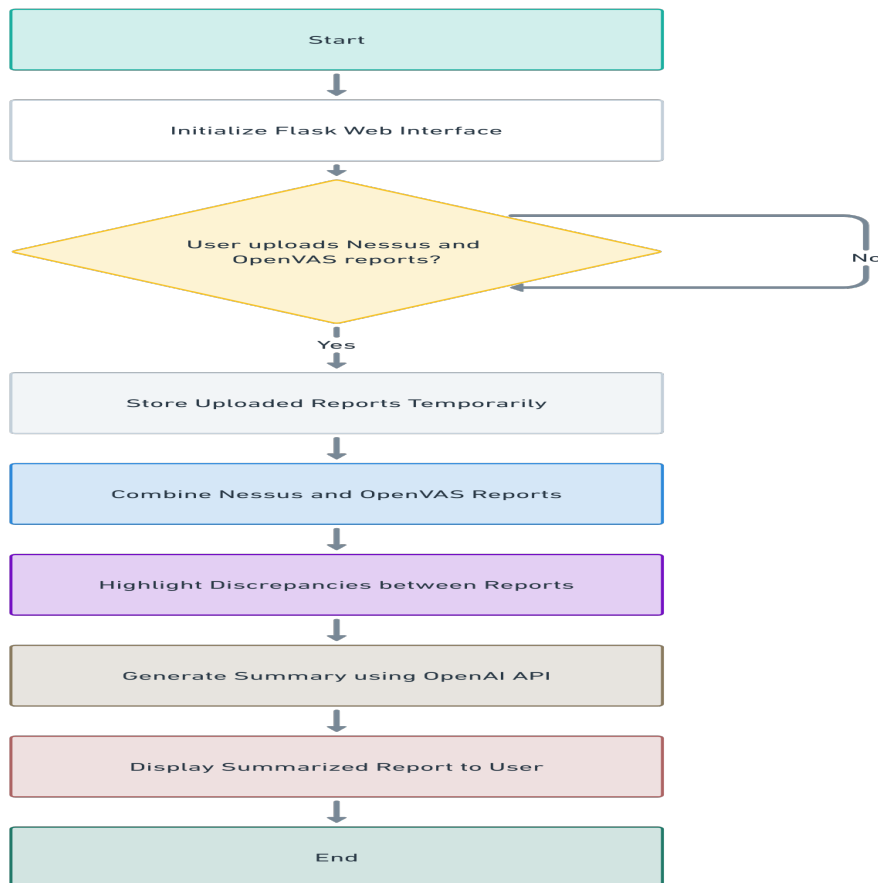 Start
Initialize Flask Web Interface
User uploads Nessus and
OpenVAS reports?
No
Yes
Store Uploaded Reports Temporarily
Combine Nessus and OpenVAS Reports
Highlight Discrepancies between Reports
Generate Summary using OpenAI API
Display Summarized Report to User
End